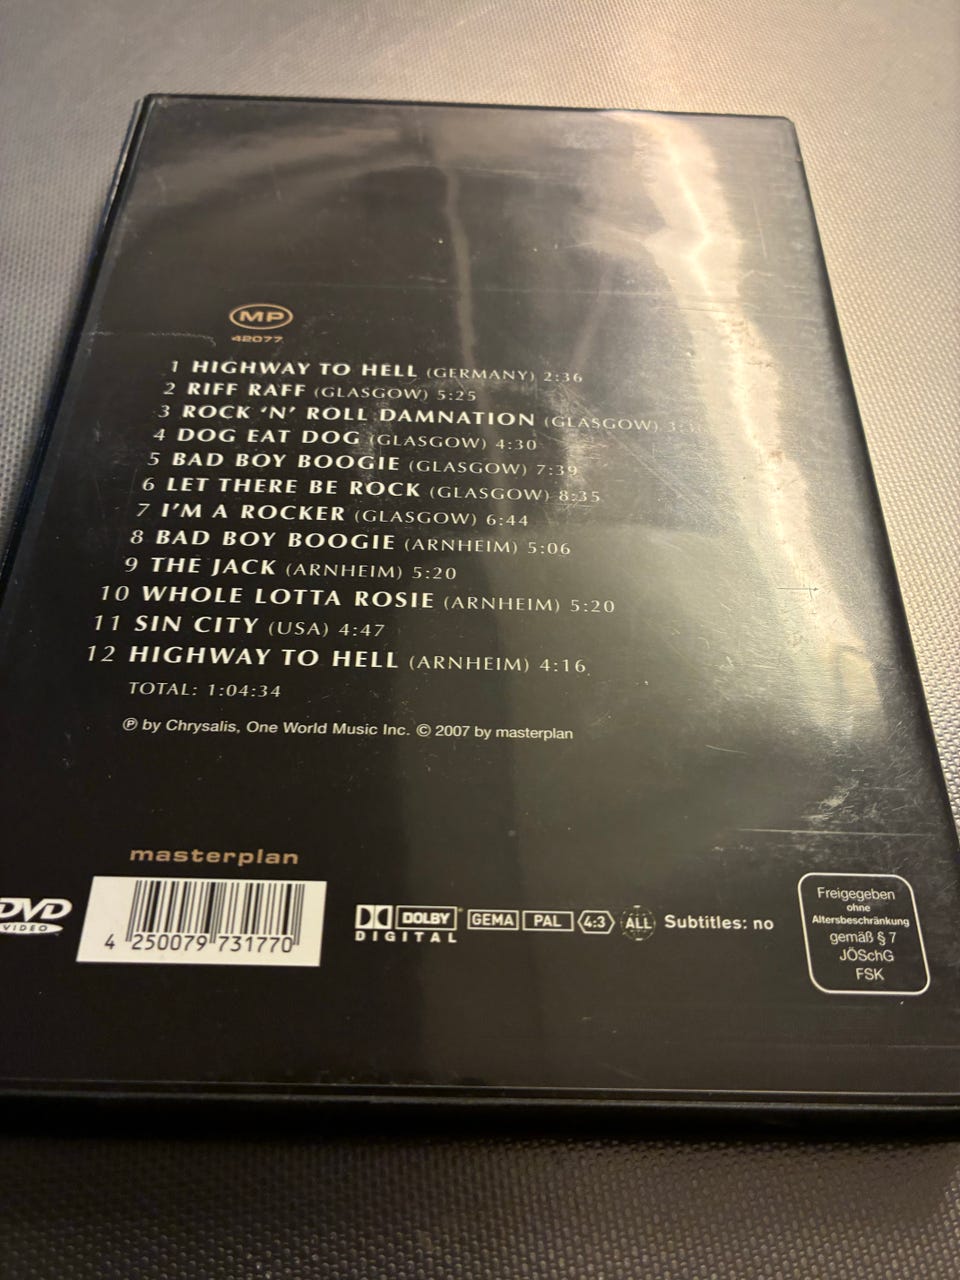 MP
42077
1 HIGHWAY TO HELL (GERMANY) 2:36
2 RIFF RAFF (GLASGOW) 5:25
3 ROCK 'N' ROLL DAMNATION (GLASGOW)
4 DOG EAT DOG (GLASGOW) 4:30
5 BAD BOY BOOGIE (GLASGOW) 7:39
6 LET THERE BE ROCK (GLASGOW) 8:35
7 I'M A ROCKER (GLASGOW) 6:44
8 BAD BOY BOOGIE (ARNHEIM) 5:06
9 THE JACK (ARNHEIM) 5:20
10 WHOLE LOTTA ROSIE (ARNHEIM) 5:20
11 SIN CITY (USA) 4:47
12 HIGHWAY TO HELL (ARNHEIM) 4:16
TOTAL: 1:04:34
℗ by Chrysalis, One World Music Inc. © 2007 by masterplan
masterplan
DVD
VIDEO
4 250079 731770
DOLBY
DIGITAL
GEMA PAL 4:3 ALL Subtitles: no
Freigegeben
ohne
Altersbeschränkung
gemäß § 7
JÖSchG
FSK